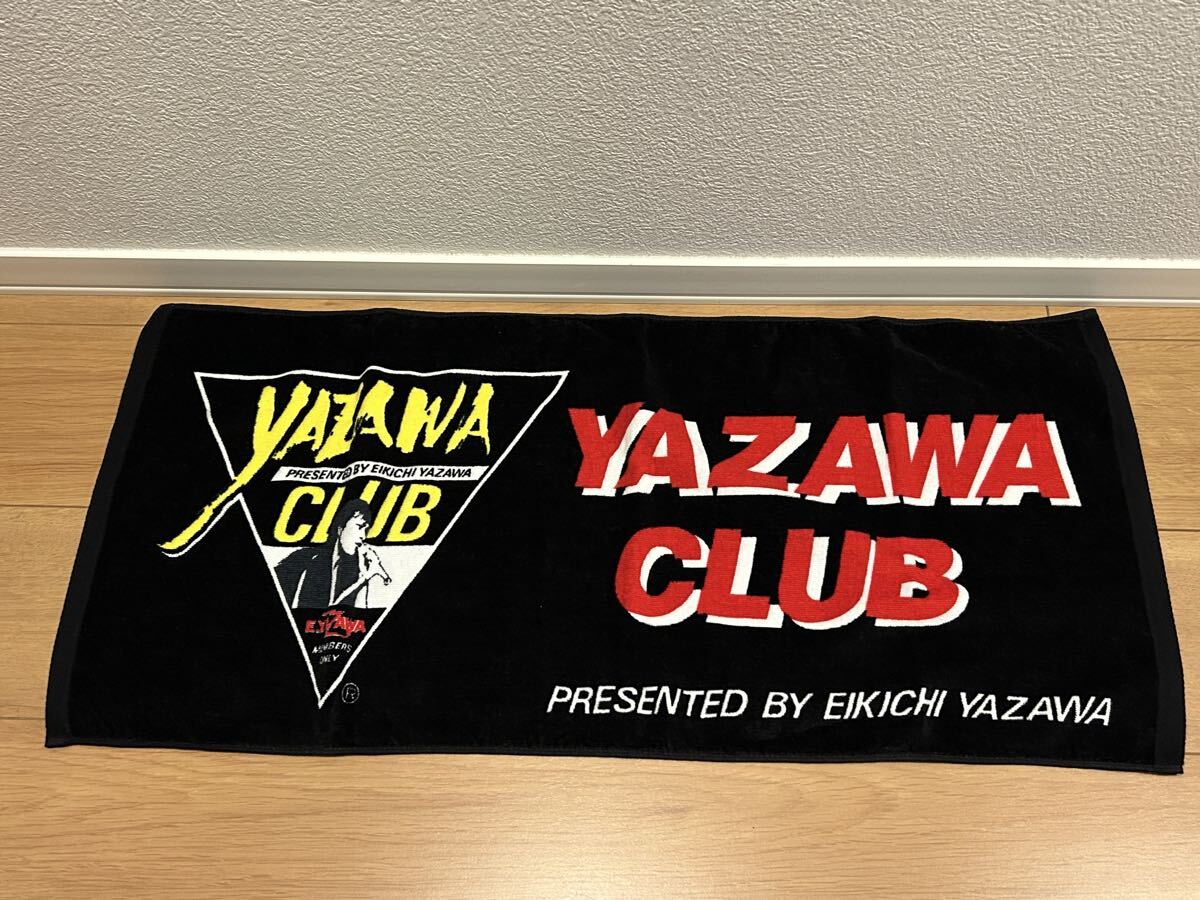 YAZAWA
PRESENTED BY EIKICHI YAZAWA
CLUB
E.YAZAWA
MEMBERS
ONLY
®
YAZAWA
CLUB
PRESENTED BY EIKICHI YAZAWA